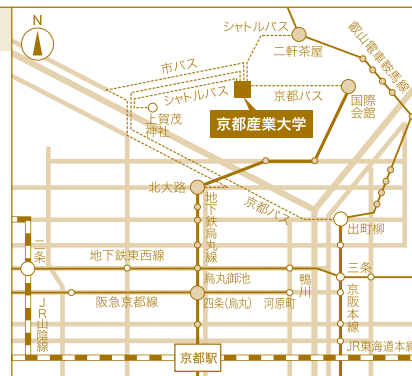 N
シャトルバス
二軒茶屋
叡山電車鞍馬線
市バス
シャトルバス
京都バス
上賀茂
神社
国際
会館
京都産業大学
北大路
地下鉄烏丸線
京都バス
出町柳
二条
地下鉄東西線
烏丸御池
鴨川
三条
JR山陰線
阪急京都線
四条(烏丸)
河原町
京阪本線
京都駅
JR東海道本線